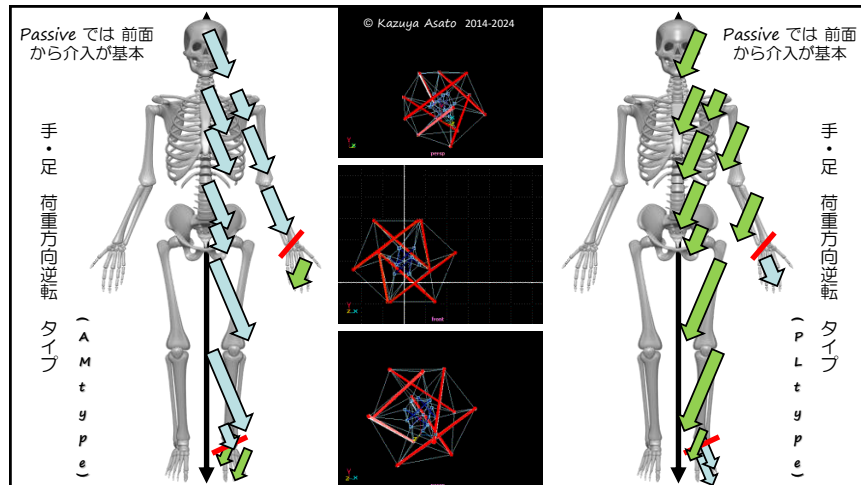 Passive では 前面
から介入が基本
手・足 荷重方向逆転 タイプ
(AMtype)
© Kazuya Asato 2014-2024
persp
front
Passive では 前面
から介入が基本
手・足 荷重方向逆転 タイプ
(PLtype)